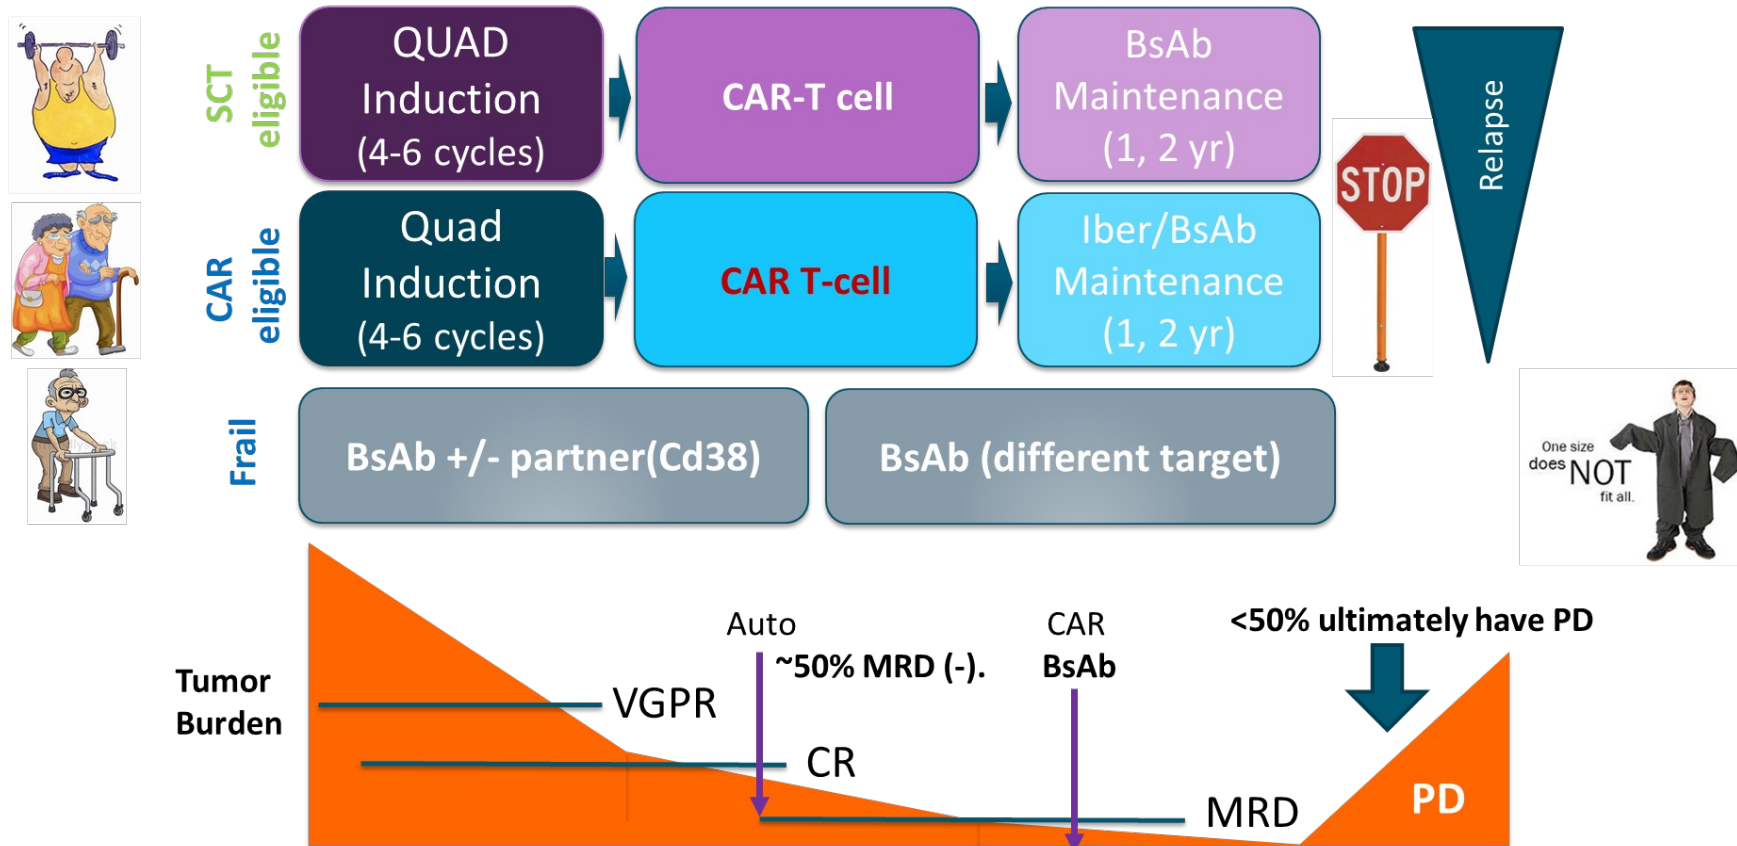 SCT
eligible
QUAD
Induction
(4-6 cycles)
CAR-T cell
BsAb
Maintenance
(1, 2 yr)
CAR
eligible
Quad
Induction
(4-6 cycles)
CAR T-cell
Iber/BsAb
Maintenance
(1, 2 yr)
STOP
Relapse
Frail
BsAb +/- partner(Cd38)
BsAb (different target)
One size
does NOT
fit all.
Tumor
Burden
VGPR
CR
Auto
~50% MRD (-).
CAR
BsAb
MRD
<50% ultimately have PD
PD